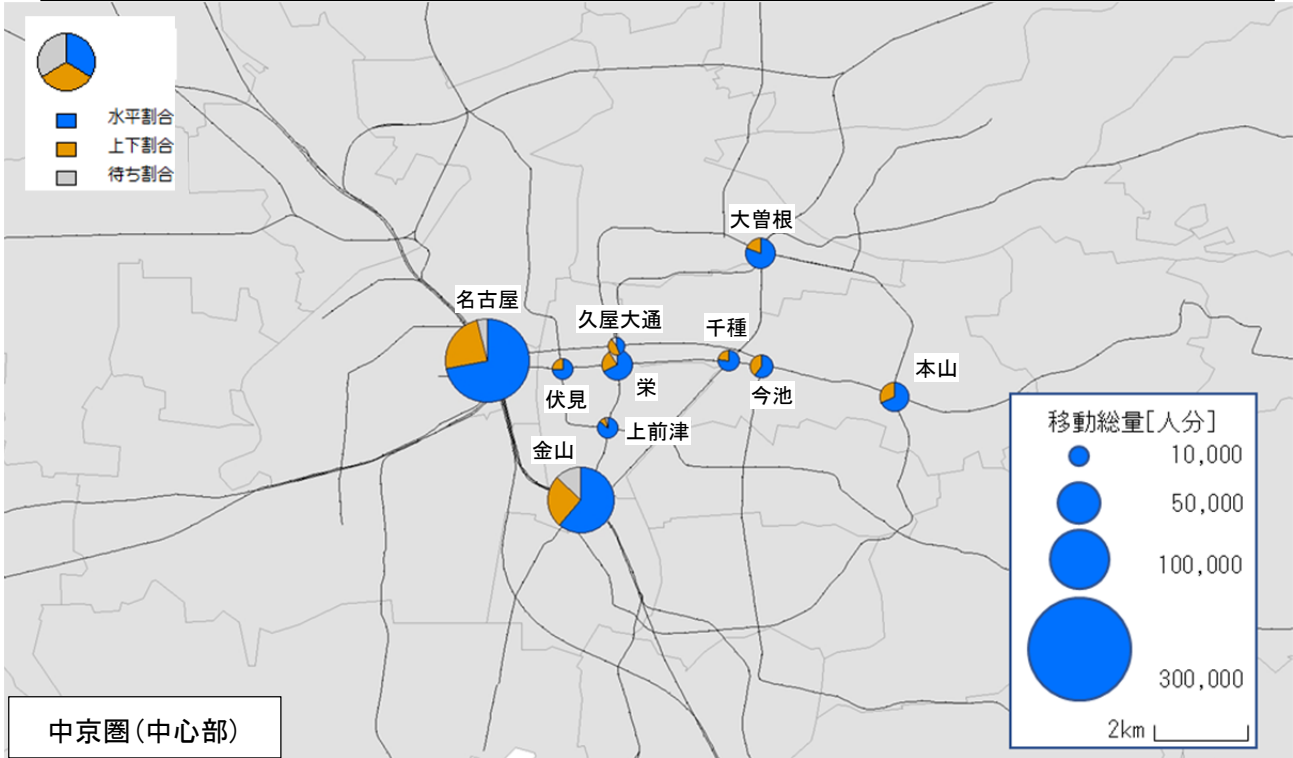 水平割合
上下割合
待ち割合
大曽根
名古屋
久屋大通
千種
本山
伏見
栄
今池
上前津
金山
移動総量[人分]
10,000
50,000
100,000
300,000
2km
中京圏(中心部)